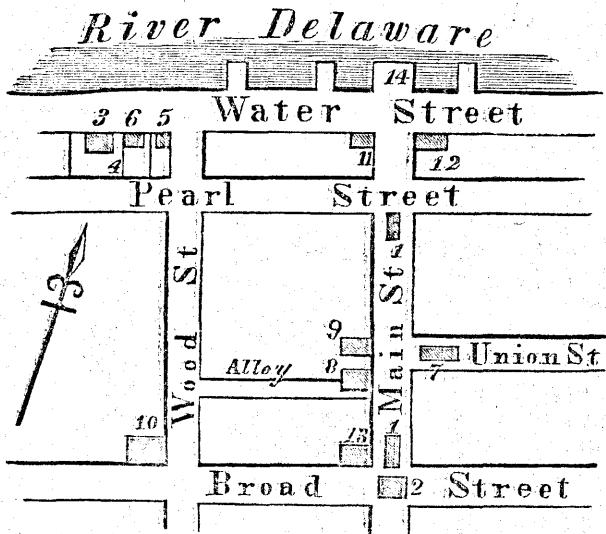 River Delaware
14
Water Street
3 6 5
4
11
12
Pearl Street
1
Wood St
Main St
9
8
Alloy
7
Union St
10
13
1
Broad Street
2